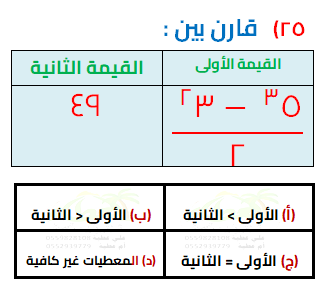 ٢٥) قارن بين :
القيمة الأولى
القيمة الثانية
٥^٣ – ٣^٢
٢
٤٩
(أ) الأولى < الثانية
(ب) الأولى > الثانية
(ج) الأولى = الثانية
(د) المعطيات غير كافية